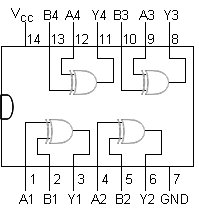 Vcc B4 A4 Y4 B3 A3 Y3
14 13 12 11 10 9 8
1 2 3 4 5 6 7
A1 B1 Y1 A2 B2 Y2 GND